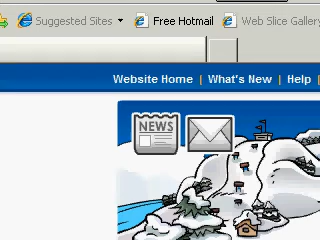 Suggested Sites Free Hotmail Web Slice Gallery
Website Home | What's New | Help |
NEWS